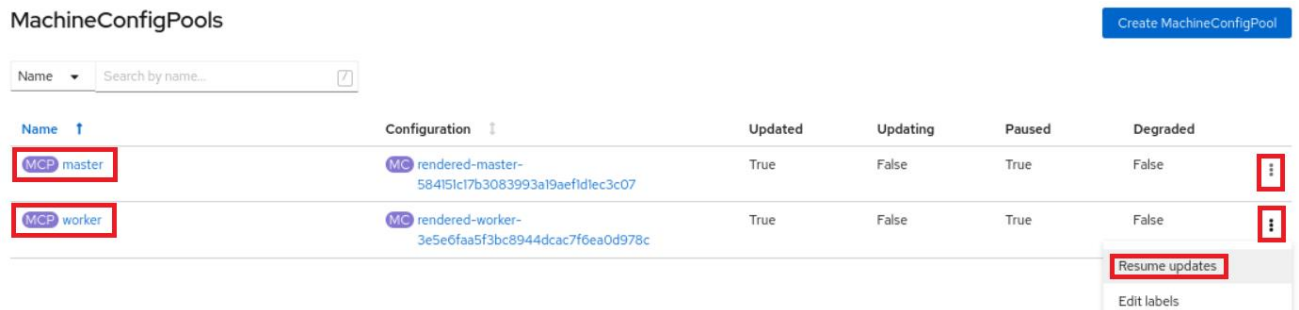 MachineConfigPools
Create MachineConfigPool
Name Search by name... /
Name Configuration Updated Updating Paused Degraded
MCP master MC rendered-master- True False True False
584151c17b3083993a19aef1d1ec3c07
MCP worker MC rendered-worker- True False True False
3e5e6faa5f3bc8944dcac7f6ea0d978c
Resume updates
Edit labels